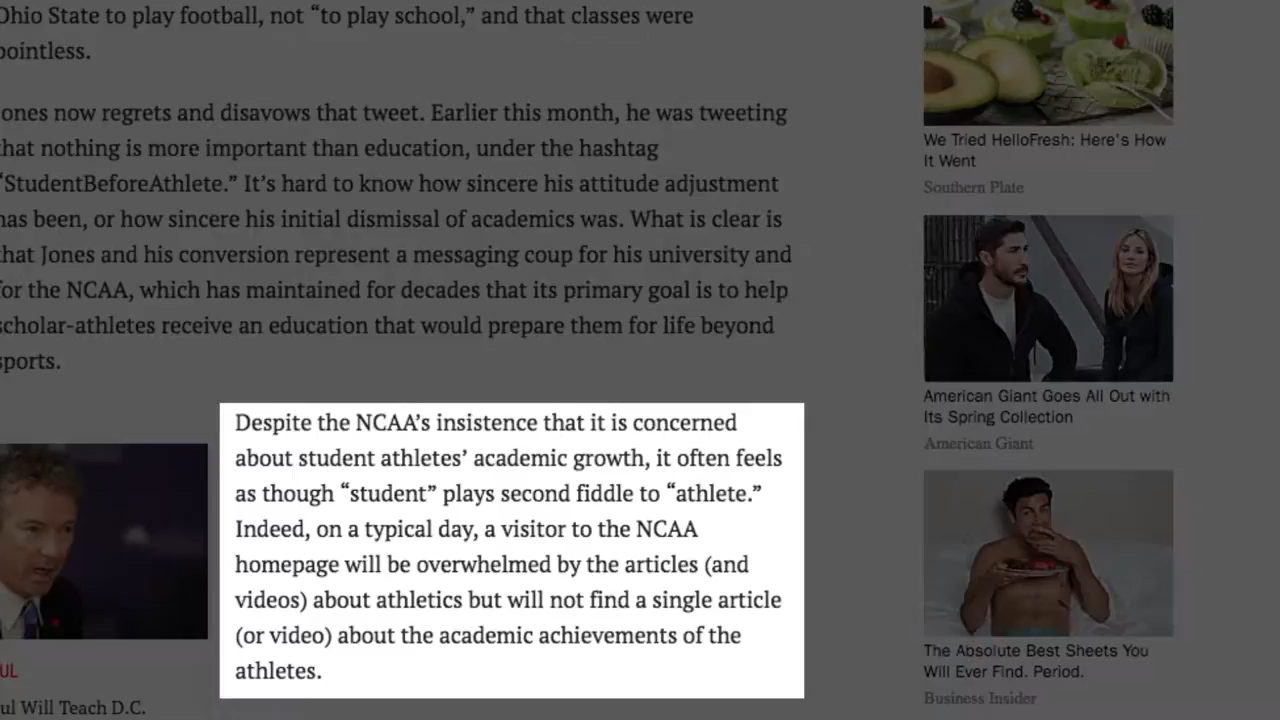 Ohio State to play football, not “to play school,” and that classes were
pointless.
ones now regrets and disavows that tweet. Earlier this month, he was tweeting
that nothing is more important than education, under the hashtag
“StudentBeforeAthlete.” It’s hard to know how sincere his attitude adjustment
has been, or how sincere his initial dismissal of academics was. What is clear is
that Jones and his conversion represent a messaging coup for his university and
for the NCAA, which has maintained for decades that its primary goal is to help
scholar-athletes receive an education that would prepare them for life beyond
sports.
Despite the NCAA’s insistence that it is concerned
about student athletes’ academic growth, it often feels
as though “student” plays second fiddle to “athlete.”
Indeed, on a typical day, a visitor to the NCAA
homepage will be overwhelmed by the articles (and
videos) about athletics but will not find a single article
(or video) about the academic achievements of the
athletes.
UL
ul Will Teach D.C.
We Tried HelloFresh: Here's How
It Went
Southern Plate
American Giant Goes All Out with
Its Spring Collection
American Giant
The Absolute Best Sheets You
Will Ever Find. Period.
Business Insider